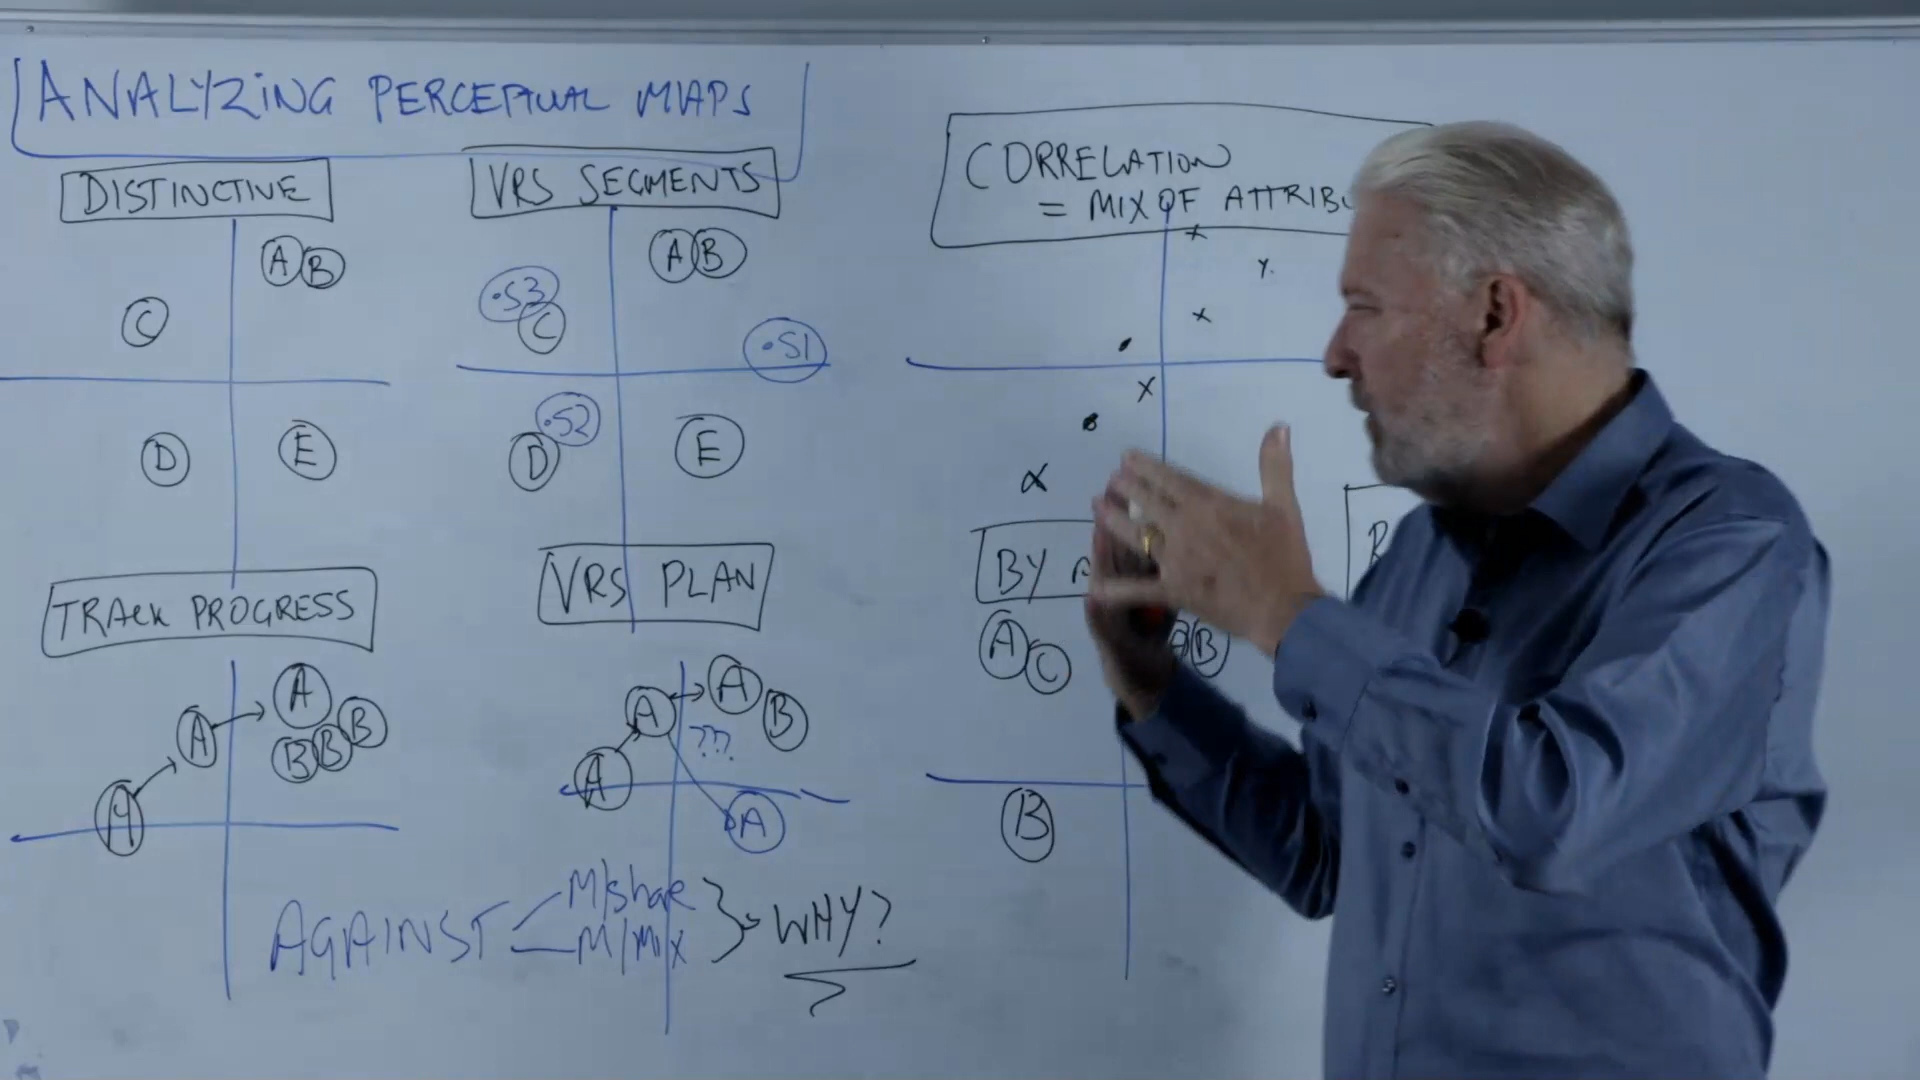 ANALYZING PERCEPTUAL MAPS
DISTINCTIVE
A B
C
D
E
VRS SEGMENTS
A B
S3
C
S1
S2
D
E
CORRELATION
= MIX OF ATTRIBU
TRACK PROGRESS
A
A
A
B B B
VRS PLAN
A
A
A
B
???
A
BY A
A C
A B
B
R
AGAINST
M/share
M/Mix
WHY?